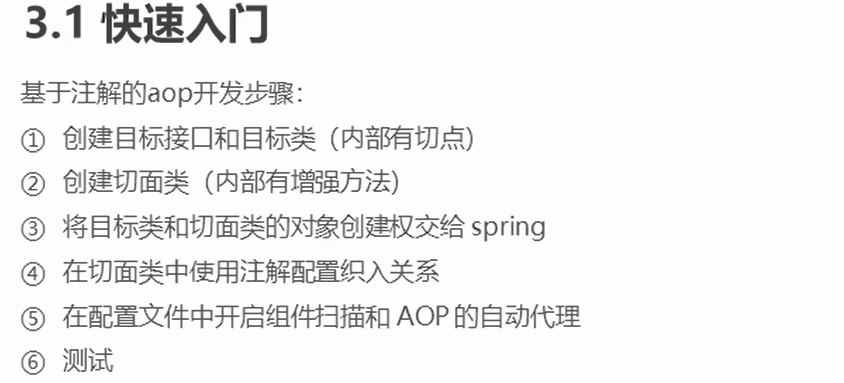 3.1 快速入门
基于注解的aop开发步骤：
① 创建目标接口和目标类（内部有切点）
② 创建切面类（内部有增强方法）
③ 将目标类和切面类的对象创建权交给 spring
④ 在切面类中使用注解配置织入关系
⑤ 在配置文件中开启组件扫描和 AOP 的自动代理
⑥ 测试